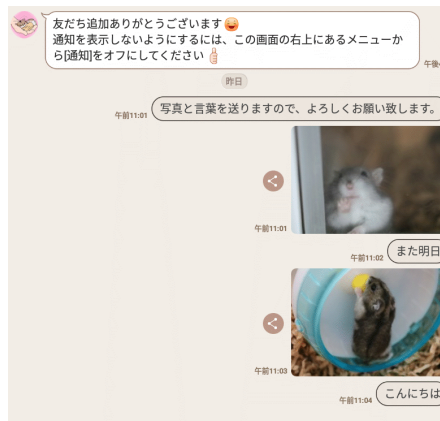 友だち追加ありがとうございます
通知を表示しないようにするには、この画面の右上にあるメニューか
ら[通知]をオフにしてください
午後
昨日
午前11:01
写真と言葉を送りますので、よろしくお願い致します。
午前11:01
午前11:02
また明日
午前11:03
午前11:04
こんにちは